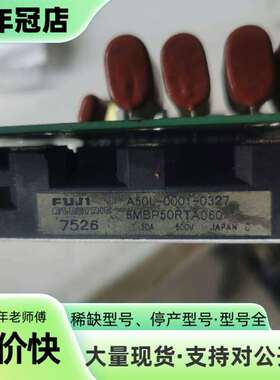 年冠店
FUJI
A50L-0001-0327
6MBP50RTA060
7526
50A 600V JAPAN O
年老师傅
价快
稀缺型号、停产型号·型号全
大量现货·支持对公